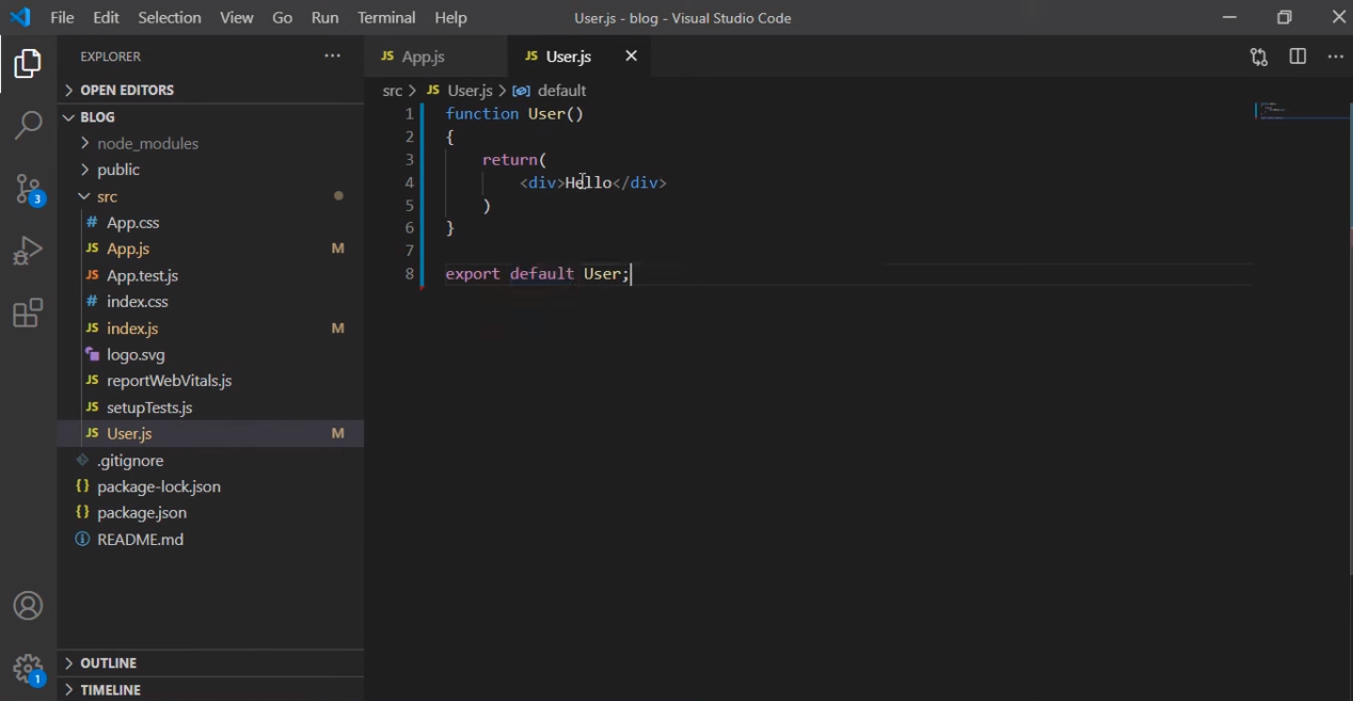 File Edit Selection View Go Run Terminal Help User.js - blog - Visual Studio Code
EXPLORER ...
OPEN EDITORS
BLOG
node_modules
public
src
# App.css
JS App.js M
JS App.test.js
# index.css
JS index.js M
logo.svg
JS reportWebVitals.js
JS setupTests.js
JS User.js M
.gitignore
{} package-lock.json
{} package.json
README.md
OUTLINE
TIMELINE
3
1
JS App.js JS User.js
src > JS User.js > default
1 function User()
2 {
3 return(
4 <div>Hello</div>
5 )
6 }
7
8 export default User;